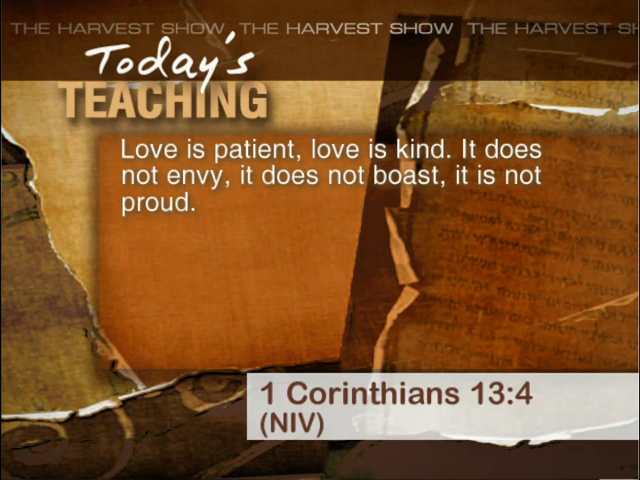 THE HARVEST SHOW THE HARVEST SHOW THE HARVEST SH
Today's
TEACHING
Love is patient, love is kind. It does
not envy, it does not boast, it is not
proud.
1 Corinthians 13:4
(NIV)